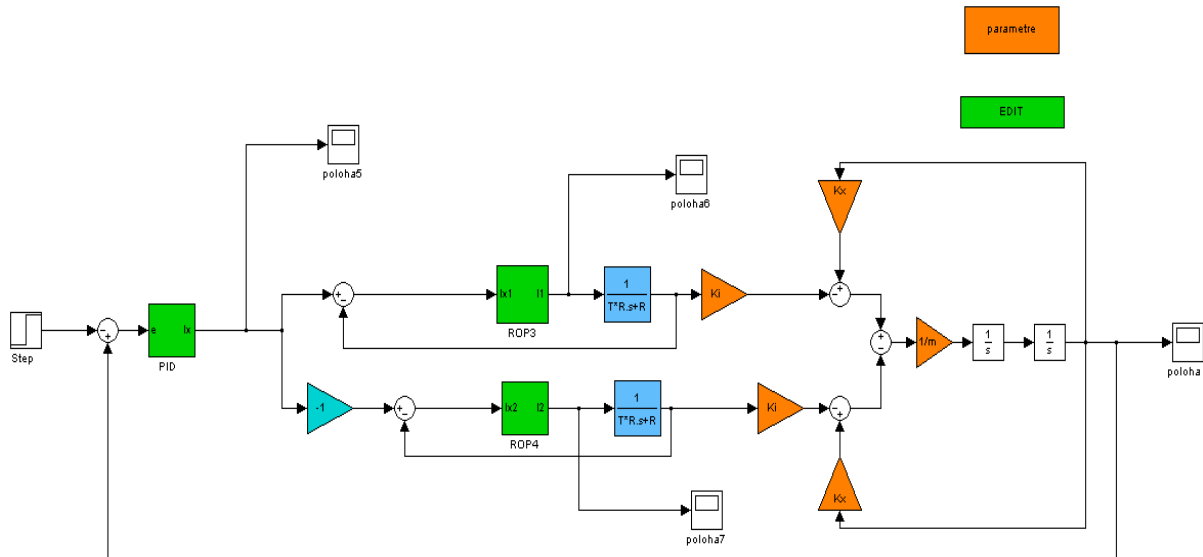 parametre
EDIT
poloha5
poloha6
Kx
Ix1 I1
ROP3
1
T*R.s+R
Ki
Step
e Ix
PID
1/m
1
s
1
s
poloha
-1
Ix2 I2
ROP4
1
T*R.s+R
Ki
Kx
poloha7